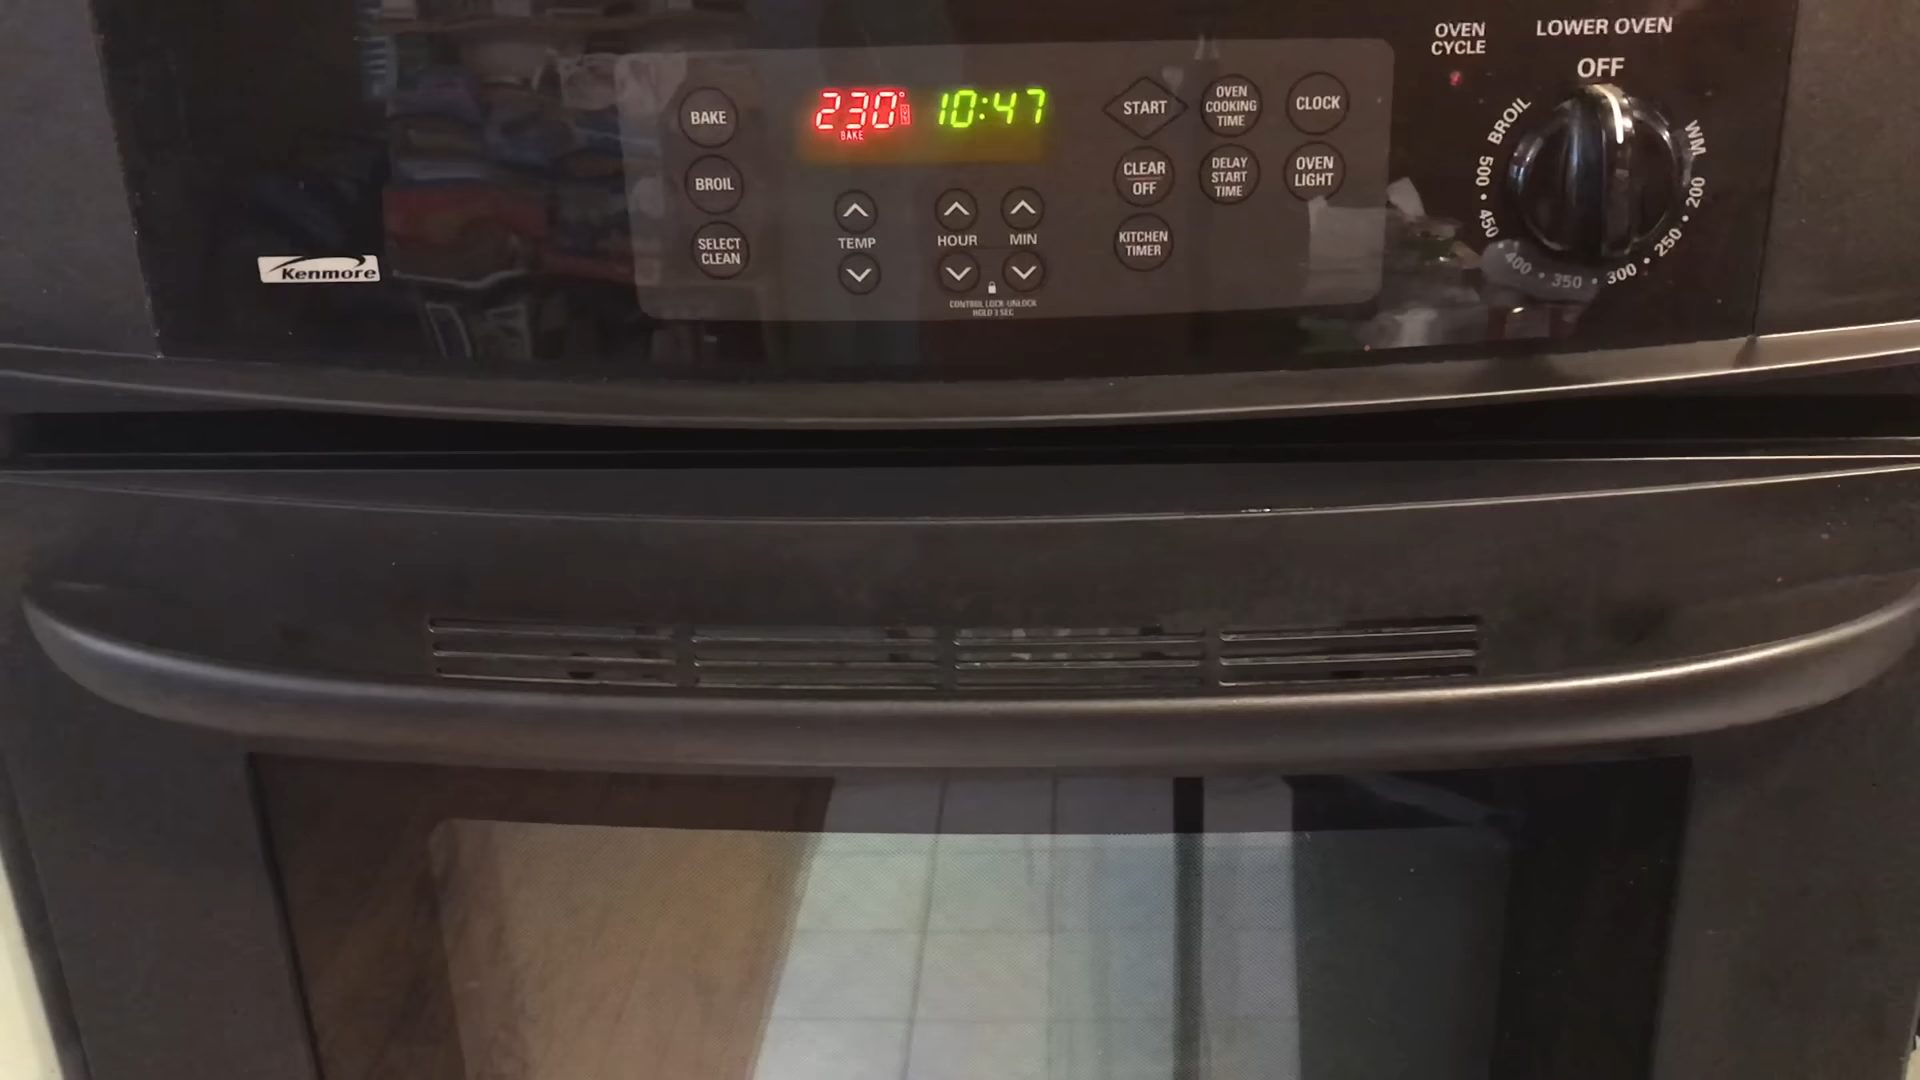 BAKE
BROIL
SELECT
CLEAN
230°
BAKE
10:47
TEMP
HOUR
MIN
CONTROL LOCK-UNLOCK
HOLD 3 SEC
START
CLEAR
OFF
KITCHEN
TIMER
OVEN
COOKING
TIME
DELAY
START
TIME
CLOCK
OVEN
LIGHT
OVEN
CYCLE
LOWER OVEN
OFF
WM
200
250
300
350
400
450
500
BROIL
Kenmore